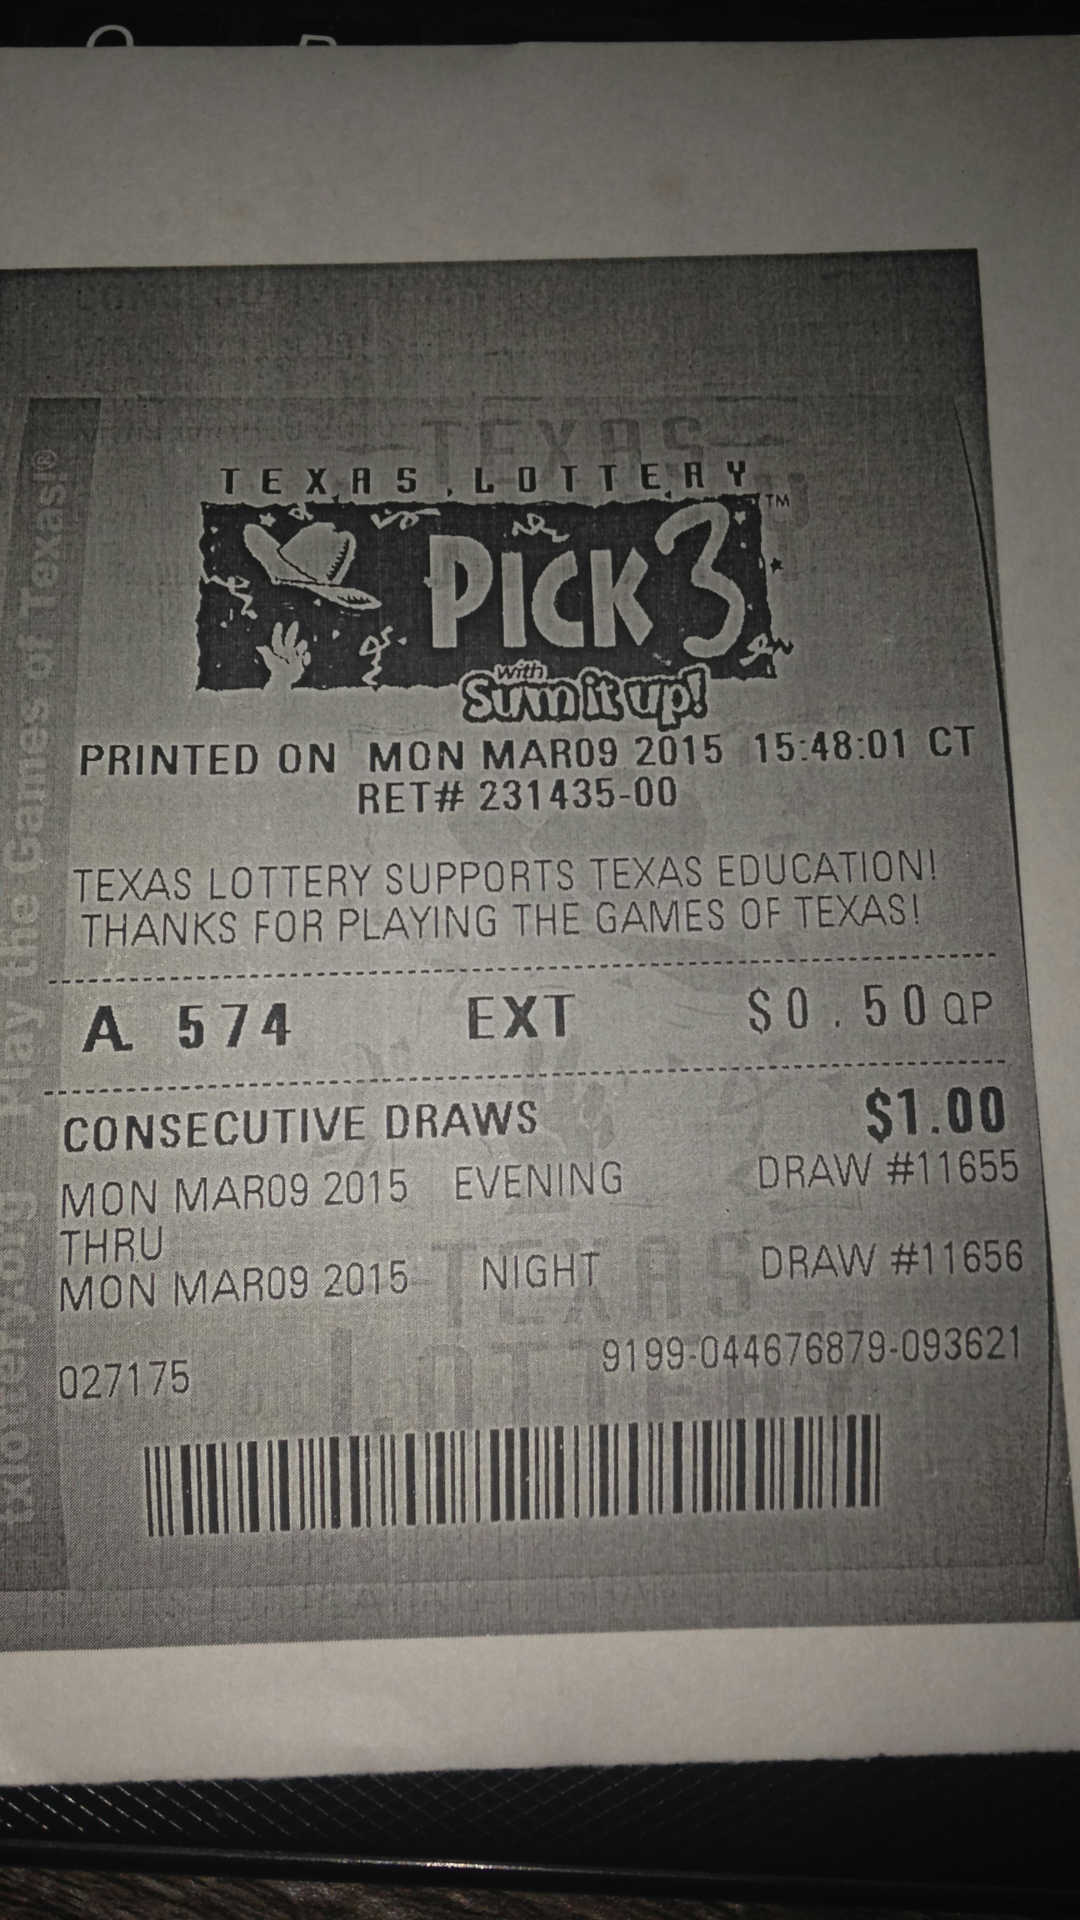 TEXAS LOTTERY
PICK 3™
with
Sum it up!
PRINTED ON MON MAR09 2015 15:48:01 CT
RET# 231435-00
TEXAS LOTTERY SUPPORTS TEXAS EDUCATION!
THANKS FOR PLAYING THE GAMES OF TEXAS!
A. 574 EXT $0.50 QP
CONSECUTIVE DRAWS $1.00
MON MAR09 2015 EVENING DRAW #11655
THRU
MON MAR09 2015 NIGHT DRAW #11656
027175 9199-044676879-093621
TEXAS
TEXAS
LOTTERY
txlottery.org Play the Games of Texas!®